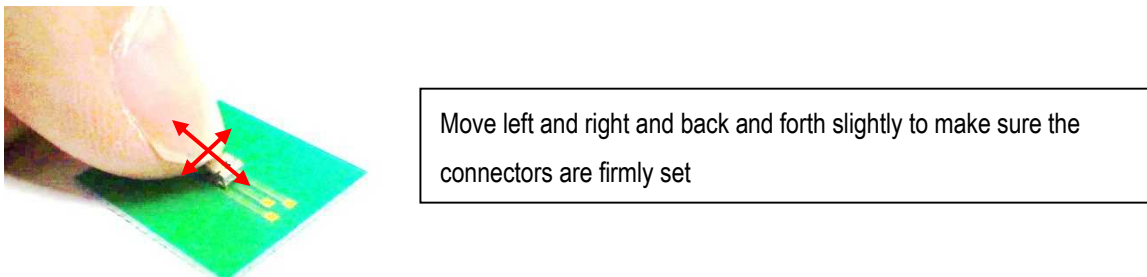 Move left and right and back and forth slightly to make sure the
connectors are firmly set